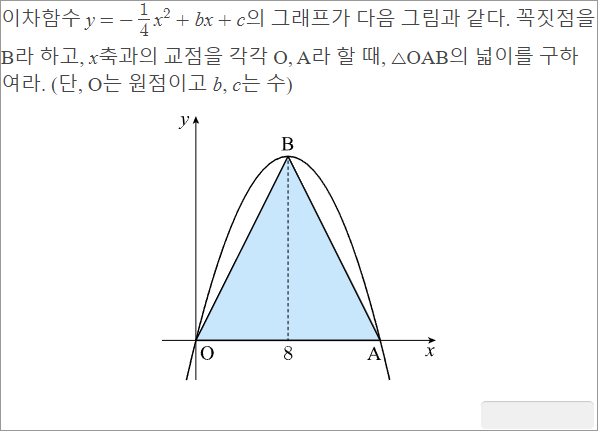 이차함수 y = − 1/4 x² + bx + c의 그래프가 다음 그림과 같다. 꼭짓점을
B라 하고, x축과의 교점을 각각 O, A라 할 때, △OAB의 넓이를 구하
여라. (단, O는 원점이고 b, c는 수)
y
B
O
8
A
x